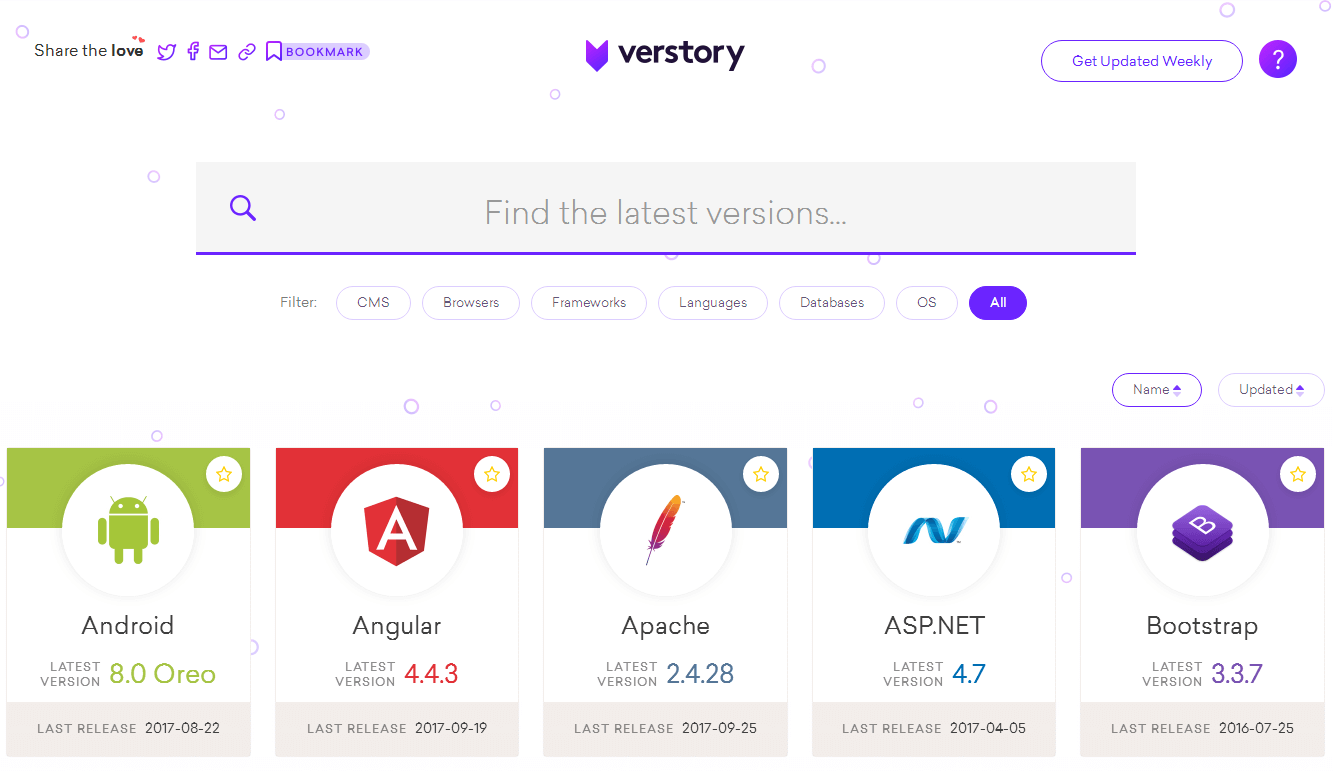 Share the love BOOKMARK verstory Get Updated Weekly ?
Find the latest versions...
Filter: CMS Browsers Frameworks Languages Databases OS All
Name Updated
Android Angular Apache ASP.NET Bootstrap
LATEST VERSION 8.0 Oreo LATEST VERSION 4.4.3 LATEST VERSION 2.4.28 LATEST VERSION 4.7 LATEST VERSION 3.3.7
LAST RELEASE 2017-08-22 LAST RELEASE 2017-09-19 LAST RELEASE 2017-09-25 LAST RELEASE 2017-04-05 LAST RELEASE 2016-07-25